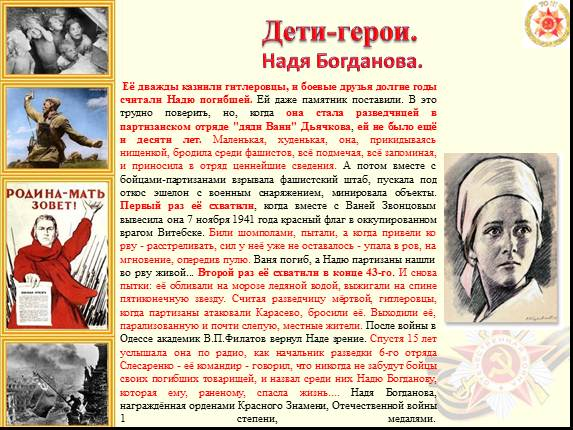 Дети-герои.
Надя Богданова.
Её дважды казнили гитлеровцы, и боевые друзья долгие годы
считали Надю погибшей. Ей даже памятник поставили. В это
трудно поверить, но, когда она стала разведчицей в
партизанском отряде "дяди Вани" Дьячкова, ей не было ещё
и десяти лет. Маленькая, худенькая, она, прикидываясь
нищенкой, бродила среди фашистов, всё подмечая, всё запоминая,
и приносила в отряд ценнейшие сведения. А потом вместе с
бойцами-партизанами взрывала фашистский штаб, пускала под
откос эшелон с военным снаряжением, минировала объекты.
Первый раз её схватили, когда вместе с Ваней Звонцовым
вывесила она 7 ноября 1941 года красный флаг в оккупированном
врагом Витебске. Били шомполами, пытали, а когда привели ко
рву - расстреливать, сил у неё уже не оставалось - упала в ров, на
мгновение, опередив пулю. Ваня погиб, а Надю партизаны нашли
во рву живой... Второй раз её схватили в конце 43-го. И снова
пытки: её обливали на морозе ледяной водой, выжигали на спине
пятиконечную звезду. Считая разведчицу мёртвой, гитлеровцы,
когда партизаны атаковали Карасево, бросили её. Выходили её,
парализованную и почти слепую, местные жители. После войны в
Одессе академик В.П.Филатов вернул Наде зрение. Спустя 15 лет
услышала она по радио, как начальник разведки 6-го отряда
Слесаренко - её командир - говорил, что никогда не забудут бойцы
своих погибших товарищей, и назвал среди них Надю Богданову,
которая ему, раненому, спасла жизнь.... Надя Богданова,
награждённая орденами Красного Знамени, Отечественной войны
1 степени, медалями.
РОДИНА-МАТЬ
ЗОВЕТ!